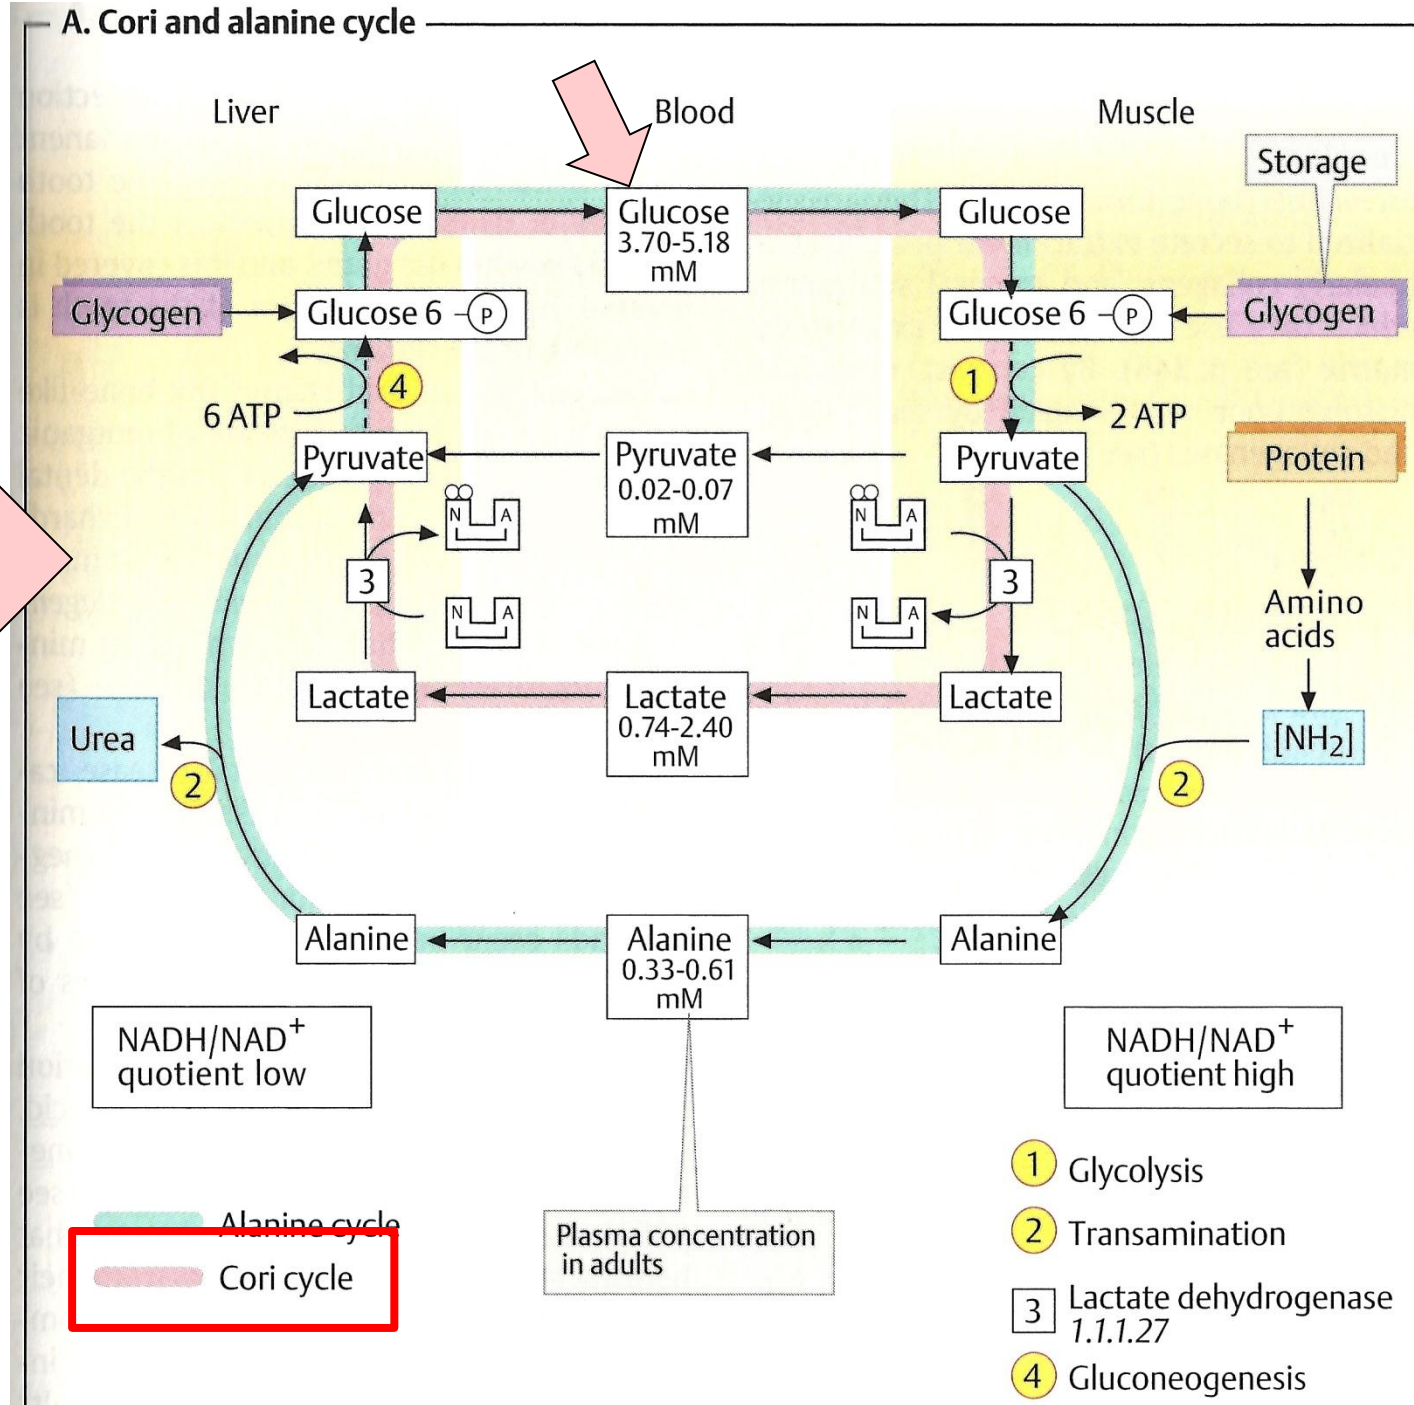 A. Cori and alanine cycle
Liver
Blood
Muscle
Storage
Glucose
Glucose
3.70-5.18
mM
Glucose
Glycogen
Glucose 6 -P
Glucose 6 -P
Glycogen
4
1
6 ATP
2 ATP
Pyruvate
Pyruvate
0.02-0.07
mM
Pyruvate
Protein
N A
N A
3
3
N A
N A
Amino
acids
Lactate
Lactate
0.74-2.40
mM
Lactate
Urea
[NH2]
2
2
Alanine
Alanine
0.33-0.61
mM
Alanine
NADH/NAD+
quotient low
NADH/NAD+
quotient high
Alanine cycle
Cori cycle
Plasma concentration
in adults
1 Glycolysis
2 Transamination
3 Lactate dehydrogenase
1.1.1.27
4 Gluconeogenesis